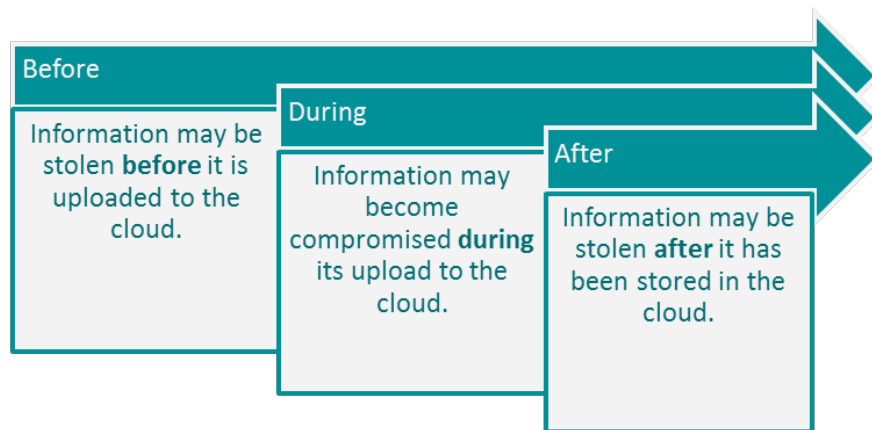 Before
Information may be
stolen before it is
uploaded to the
cloud.
During
Information may
become
compromised during
its upload to the
cloud.
After
Information may be
stolen after it has
been stored in the
cloud.